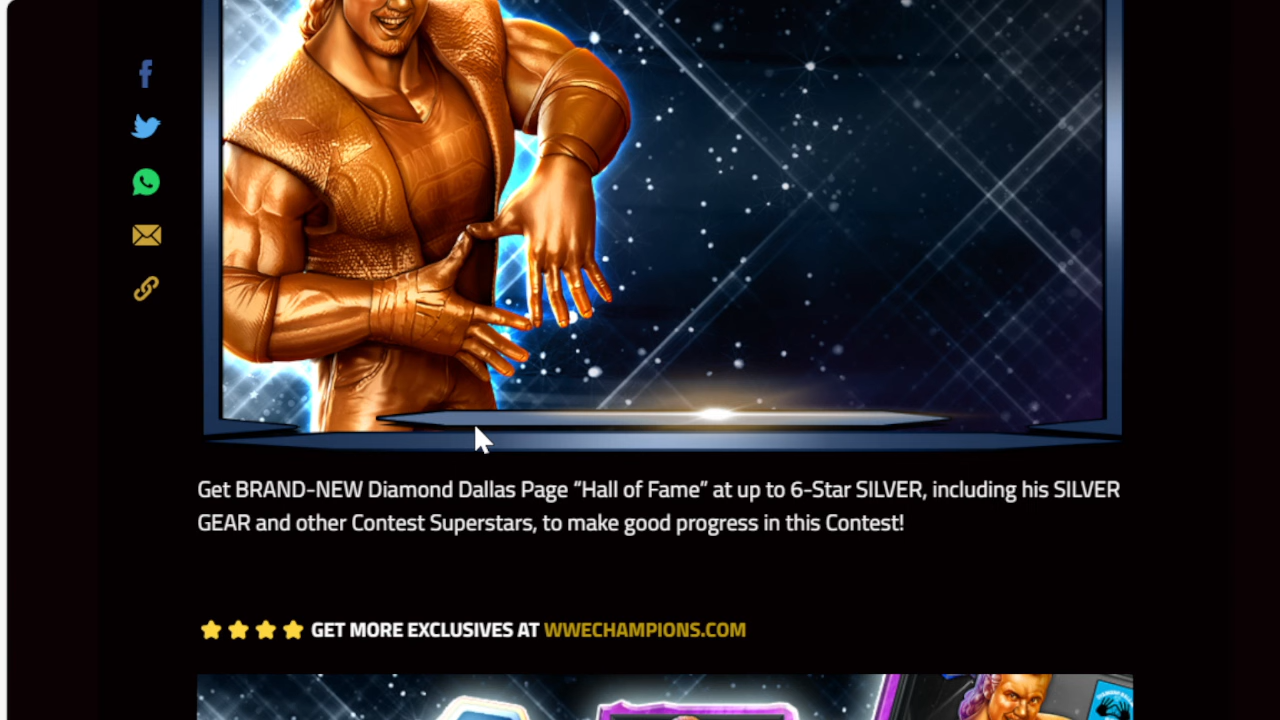 Get BRAND-NEW Diamond Dallas Page “Hall of Fame” at up to 6-Star SILVER, including his SILVER
GEAR and other Contest Superstars, to make good progress in this Contest!
GET MORE EXCLUSIVES AT WWECHAMPIONS.COM